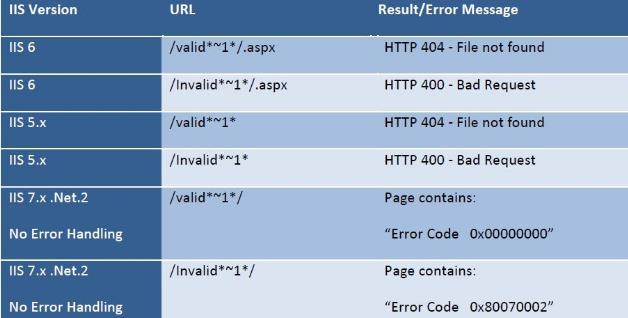 IIS Version URL Result/Error Message
IIS 6 /valid*~1*/.aspx HTTP 404 - File not found
IIS 6 /Invalid*~1*/.aspx HTTP 400 - Bad Request
IIS 5.x /valid*~1* HTTP 404 - File not found
IIS 5.x /Invalid*~1* HTTP 400 - Bad Request
IIS 7.x .Net.2 /valid*~1*/ Page contains:
No Error Handling “Error Code 0x00000000”
IIS 7.x .Net.2 /Invalid*~1*/ Page contains:
No Error Handling “Error Code 0x80070002”